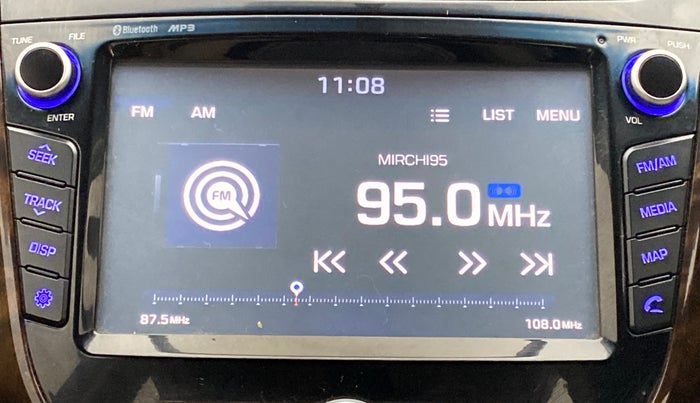 TUNE FILE
Bluetooth MP3
PWR PUSH
ENTER
VOL
11:08
FM AM LIST MENU
SEEK
TRACK
DISP
FM
MIRCHI95
95.0 MHz
87.5 MHz 108.0 MHz
FM/AM
MEDIA
MAP